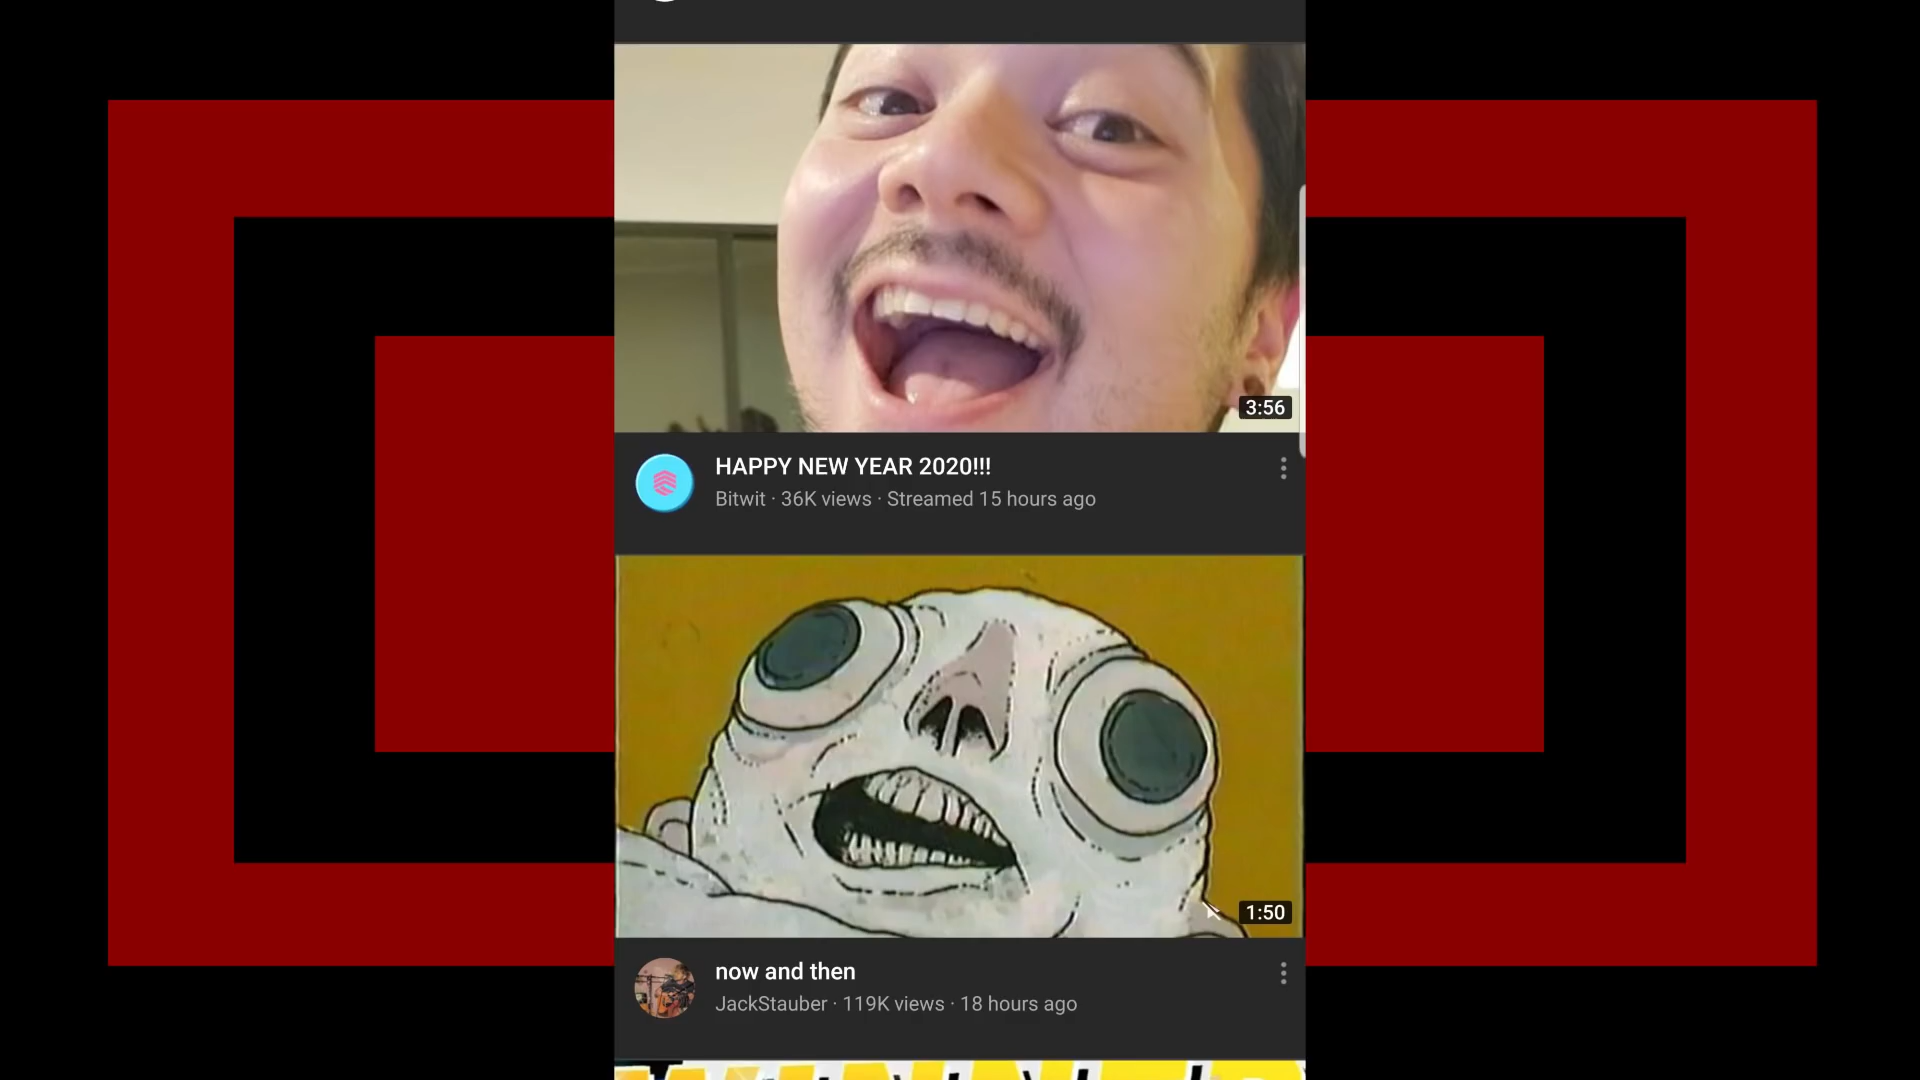 3:56
HAPPY NEW YEAR 2020!!!
Bitwit · 36K views · Streamed 15 hours ago
1:50
now and then
JackStauber · 119K views · 18 hours ago